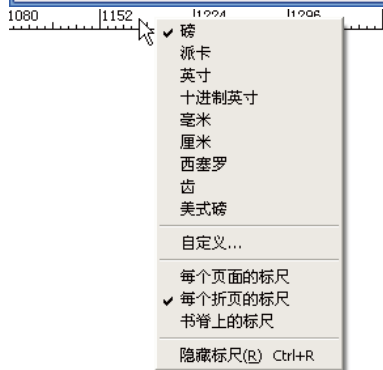 1080 1152 1224 1296
磅
派卡
英寸
十进制英寸
毫米
厘米
西塞罗
齿
美式磅
自定义...
每个页面的标尺
每个折页的标尺
书脊上的标尺
隐藏标尺(R) Ctrl+R